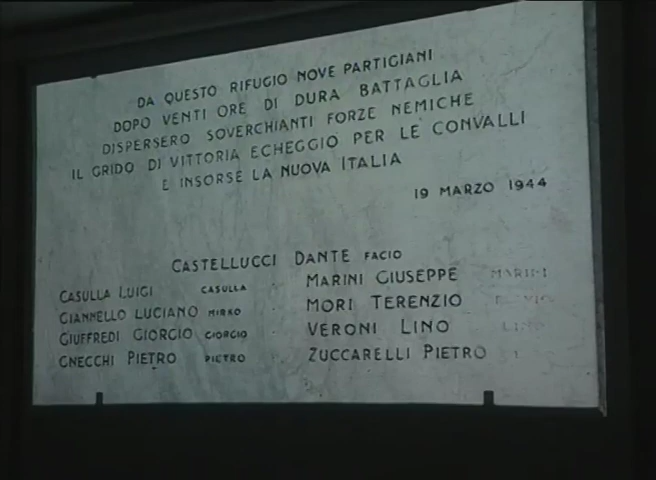 DA QUESTO RIFUGIO NOVE PARTIGIANI
DOPO VENTI ORE DI DURA BATTAGLIA
DISPERSERO SOVERCHIANTI FORZE NEMICHE
IL GRIDO DI VITTORIA ECHEGGIÒ PER LE CONVALLI
E INSORSE LA NUOVA ITALIA
19 MARZO 1944
CASTELLUCCI DANTE FACIO
CASULLA LUIGI CASULLA
GIANNELLO LUCIANO MIRKO
GIUFFREDI GIORGIO GIORGIO
GNECCHI PIETRO PIETRO
MARINI GIUSEPPE MARINI
MORI TERENZIO
VERONI LINO LINO
ZUCCARELLI PIETRO